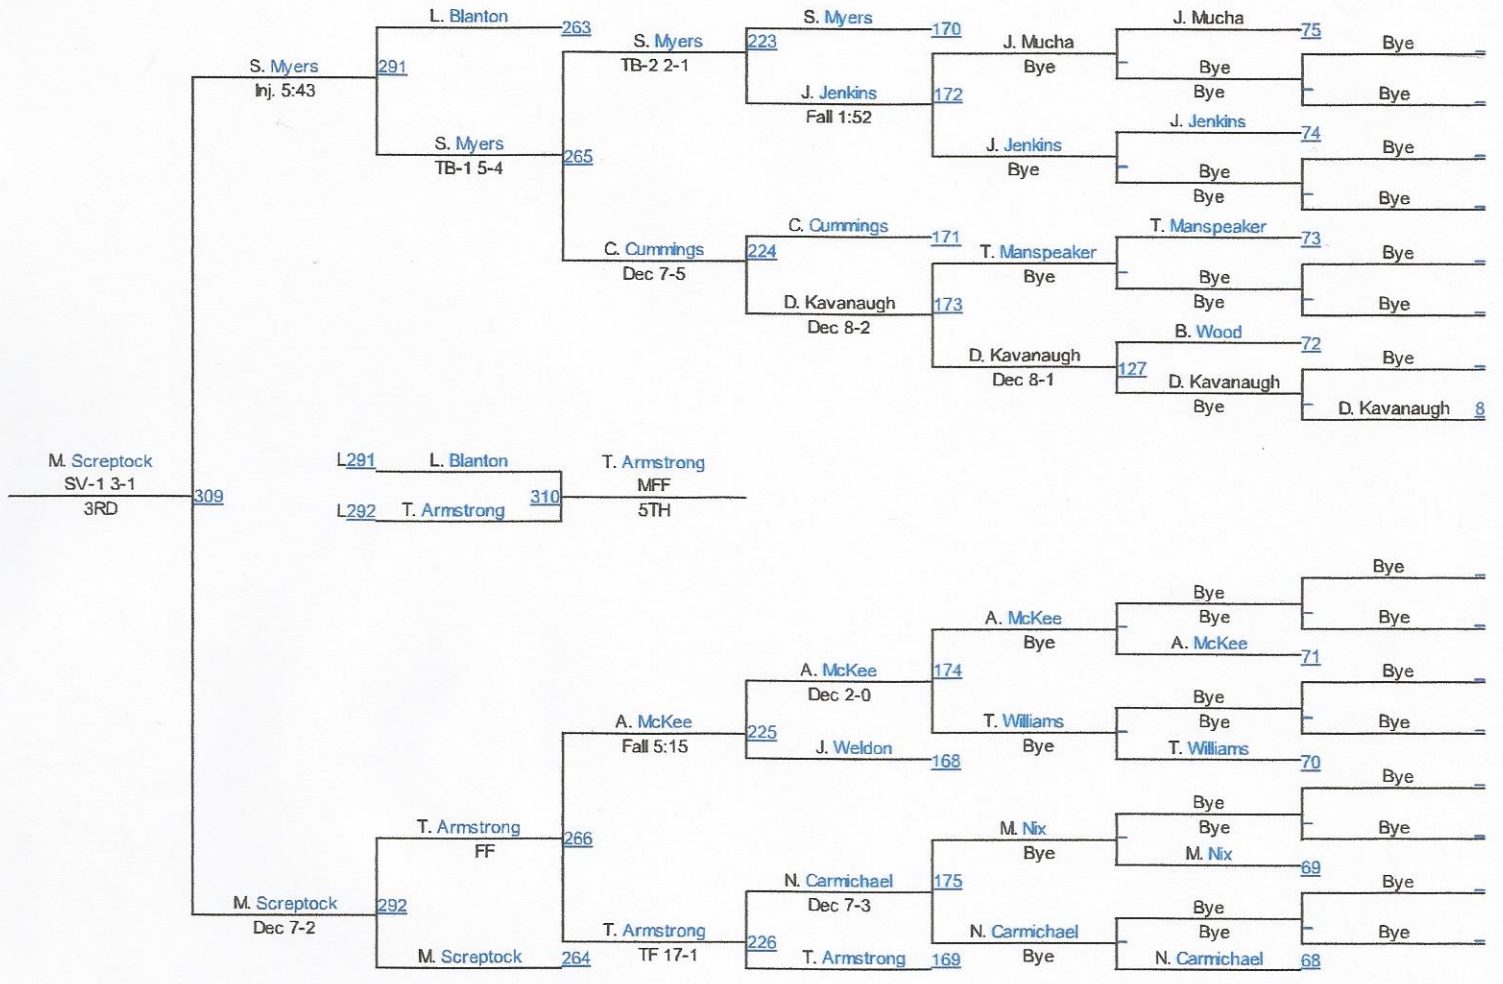 L. Blanton 263
S. Myers 291
Inj. 5:43
S. Myers 265
TB-1 5-4
S. Myers 223
TB-2 2-1
S. Myers 170
J. Jenkins 172
Fall 1:52
J. Mucha
Bye
J. Mucha 75
Bye
Bye
Bye
Bye
J. Jenkins
Bye
J. Jenkins 74
Bye
Bye
Bye
Bye
C. Cummings 224
Dec 7-5
C. Cummings 171
D. Kavanaugh 173
Dec 8-2
T. Manspeaker
Bye
T. Manspeaker 73
Bye
Bye
Bye
Bye
D. Kavanaugh 127
Dec 8-1
B. Wood 72
D. Kavanaugh
Bye
Bye
D. Kavanaugh 8
M. Screptock
SV-1 3-1
3RD
309
L291 L. Blanton
L292 T. Armstrong
310
T. Armstrong
MFF
5TH
Bye
Bye
Bye
Bye
A. McKee
Bye
A. McKee 71
A. McKee 174
Dec 2-0
Bye
Bye
Bye
Bye
T. Williams
Bye
T. Williams 70
A. McKee 225
Fall 5:15
J. Weldon 168
T. Armstrong 266
FF
Bye
Bye
Bye
Bye
M. Nix
Bye
M. Nix 69
N. Carmichael 175
Dec 7-3
Bye
Bye
Bye
Bye
N. Carmichael
Bye
N. Carmichael 68
M. Screptock 292
Dec 7-2
T. Armstrong 226
TF 17-1
T. Armstrong 169
M. Screptock 264